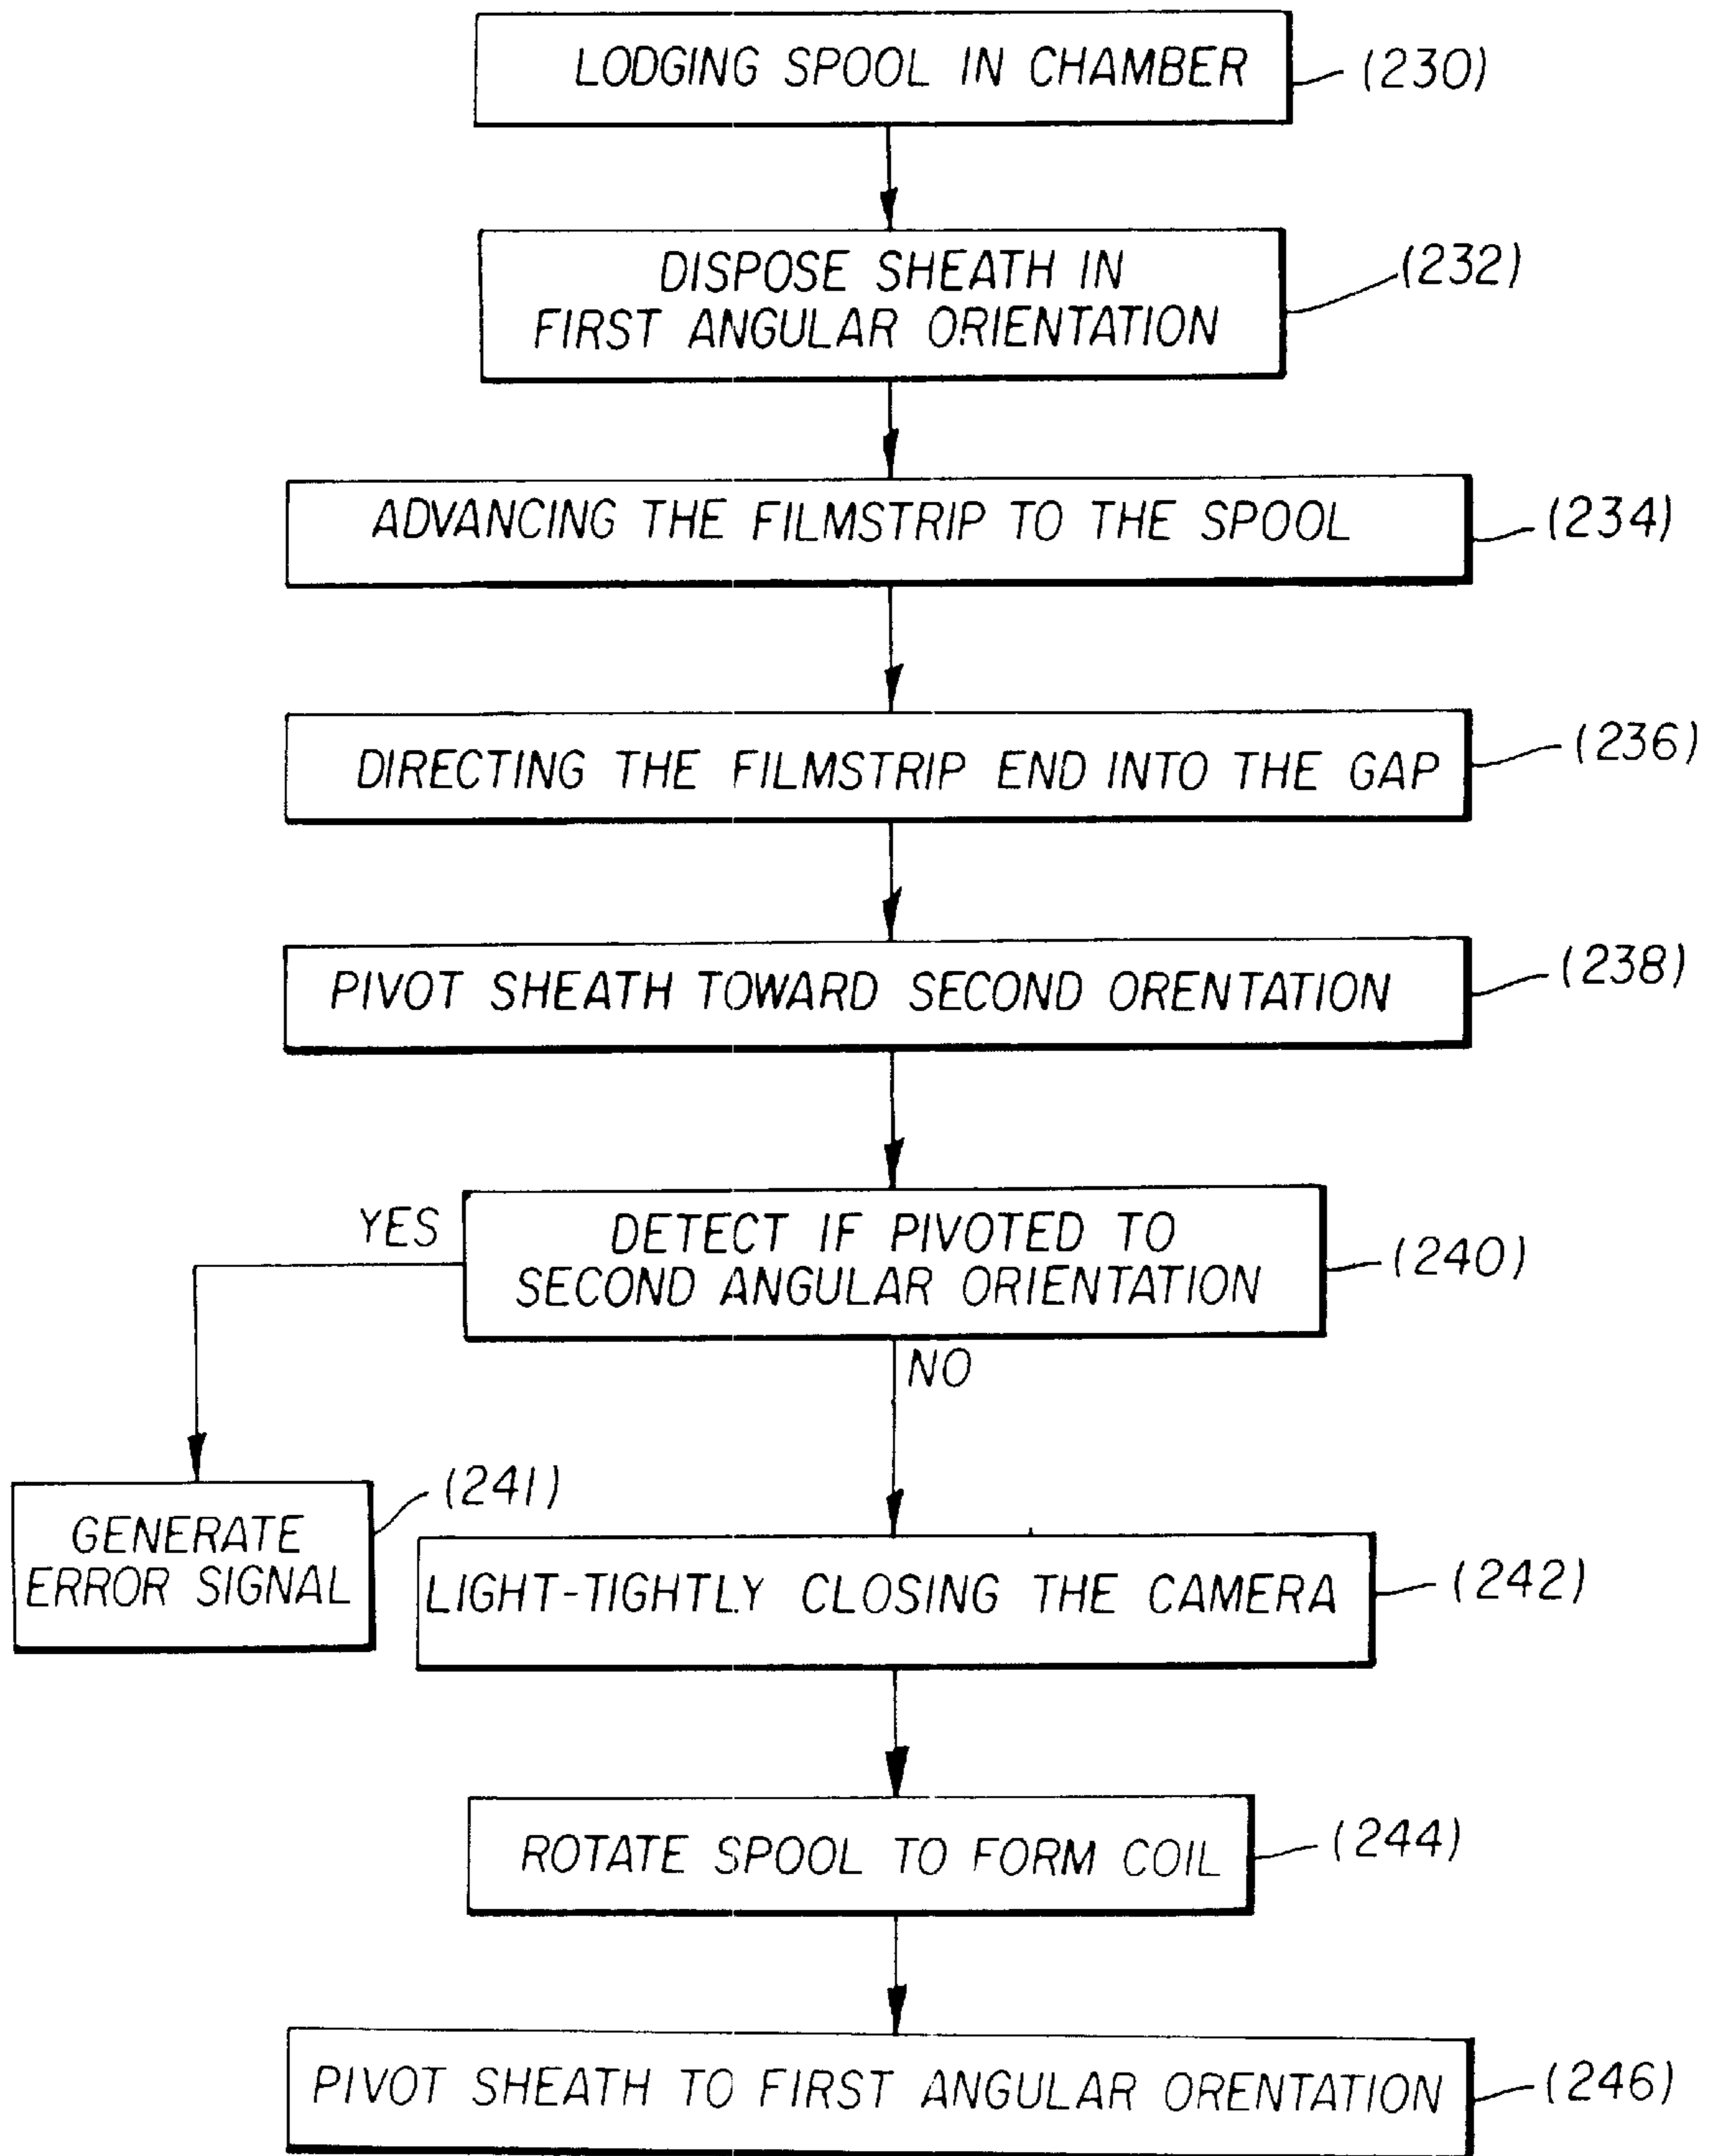 LODGING SPOOL IN CHAMBER (230)
DISPOSE SHEATH IN
FIRST ANGULAR ORIENTATION (232)
ADVANCING THE FILMSTRIP TO THE SPOOL (234)
DIRECTING THE FILMSTRIP END INTO THE GAP (236)
PIVOT SHEATH TOWARD SECOND ORENTATION (238)
DETECT IF PIVOTED TO
SECOND ANGULAR ORIENTATION (240)
YES
NO
GENERATE
ERROR SIGNAL (241)
LIGHT-TIGHTLY CLOSING THE CAMERA (242)
ROTATE SPOOL TO FORM COIL (244)
PIVOT SHEATH TO FIRST ANGULAR ORENTATION (246)